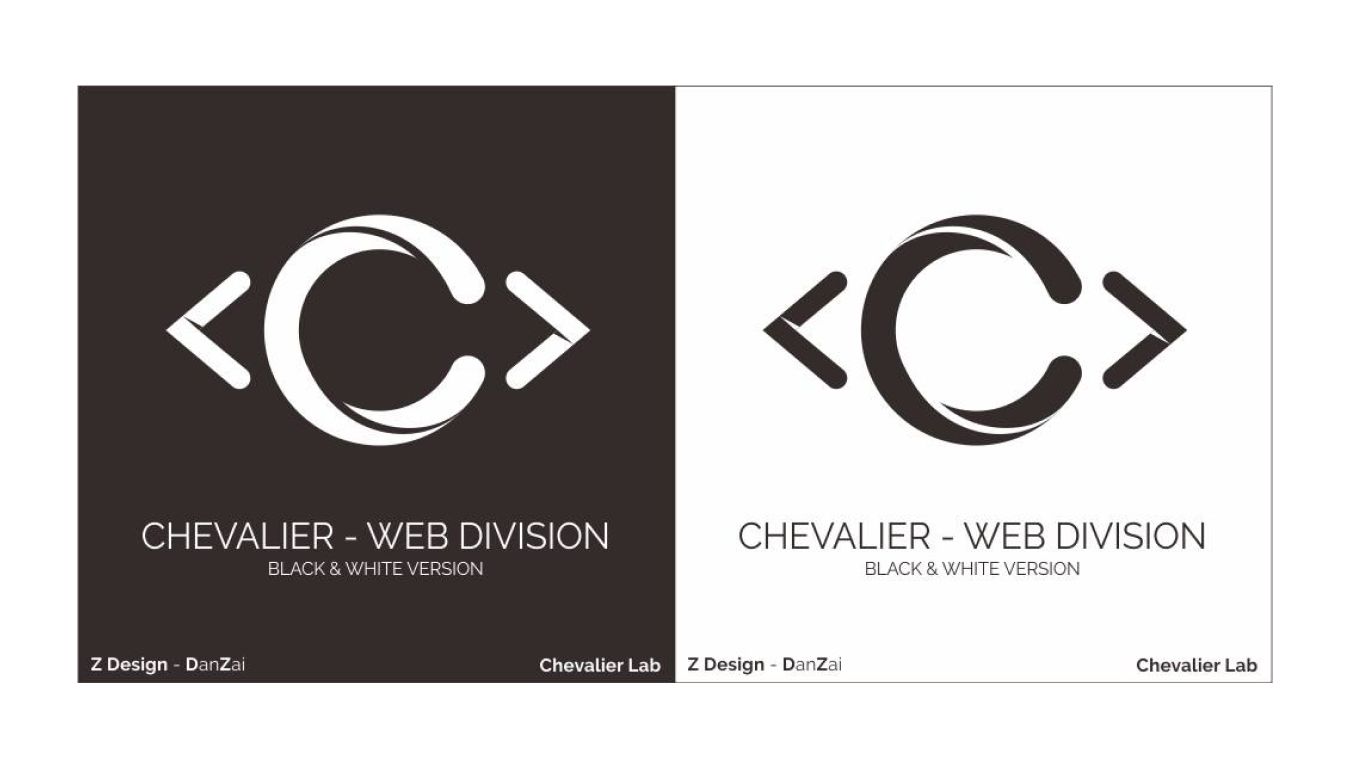 < C >
CHEVALIER - WEB DIVISION
BLACK & WHITE VERSION
Z Design - DanZai
Chevalier Lab
< C >
CHEVALIER - WEB DIVISION
BLACK & WHITE VERSION
Z Design - DanZai
Chevalier Lab